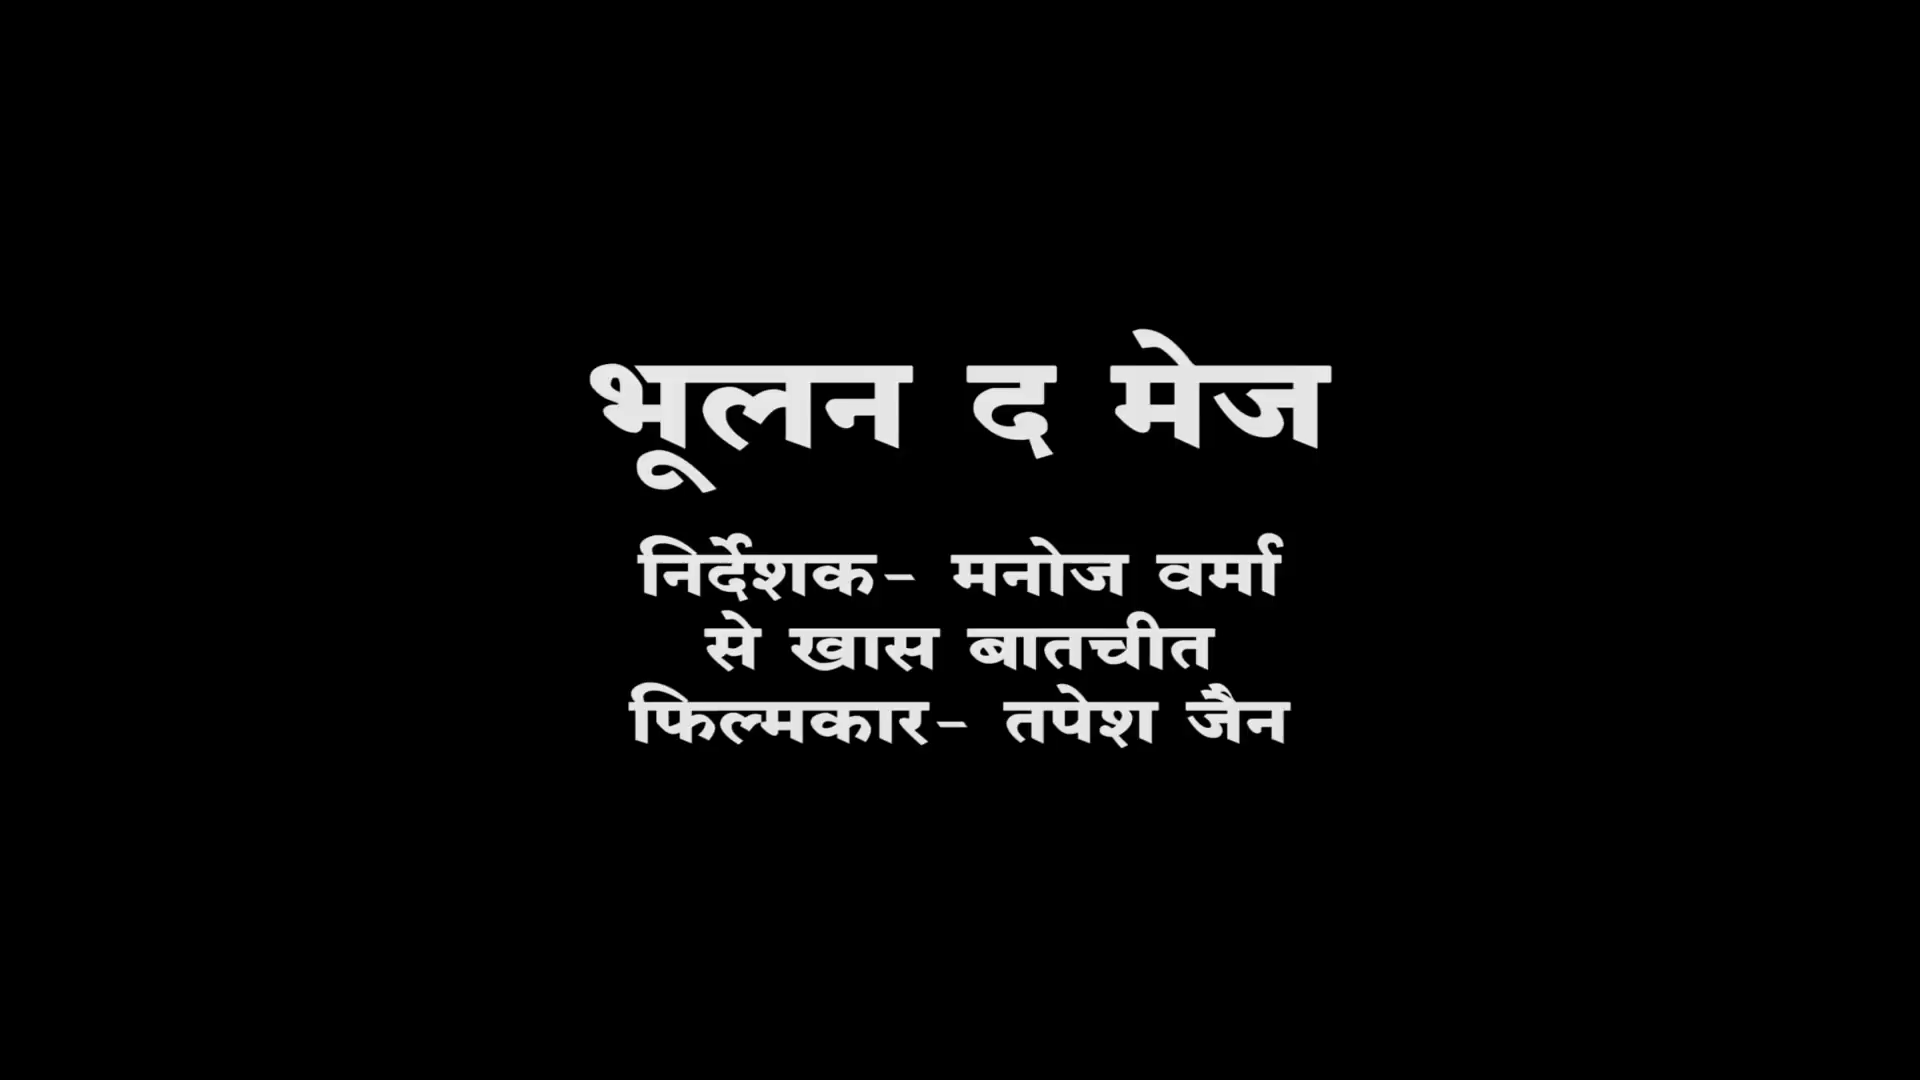 भूलन द मेज
निर्देशक- मनोज वर्मा
से खास बातचीत
फिल्मकार- तपेश जैन